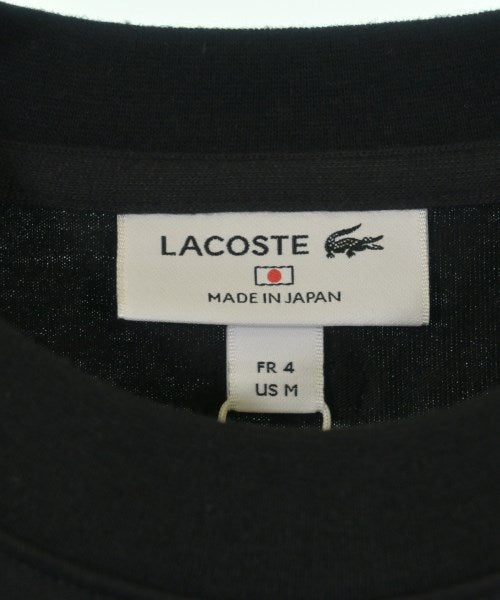 LACOSTE
MADE IN JAPAN
FR 4
US M